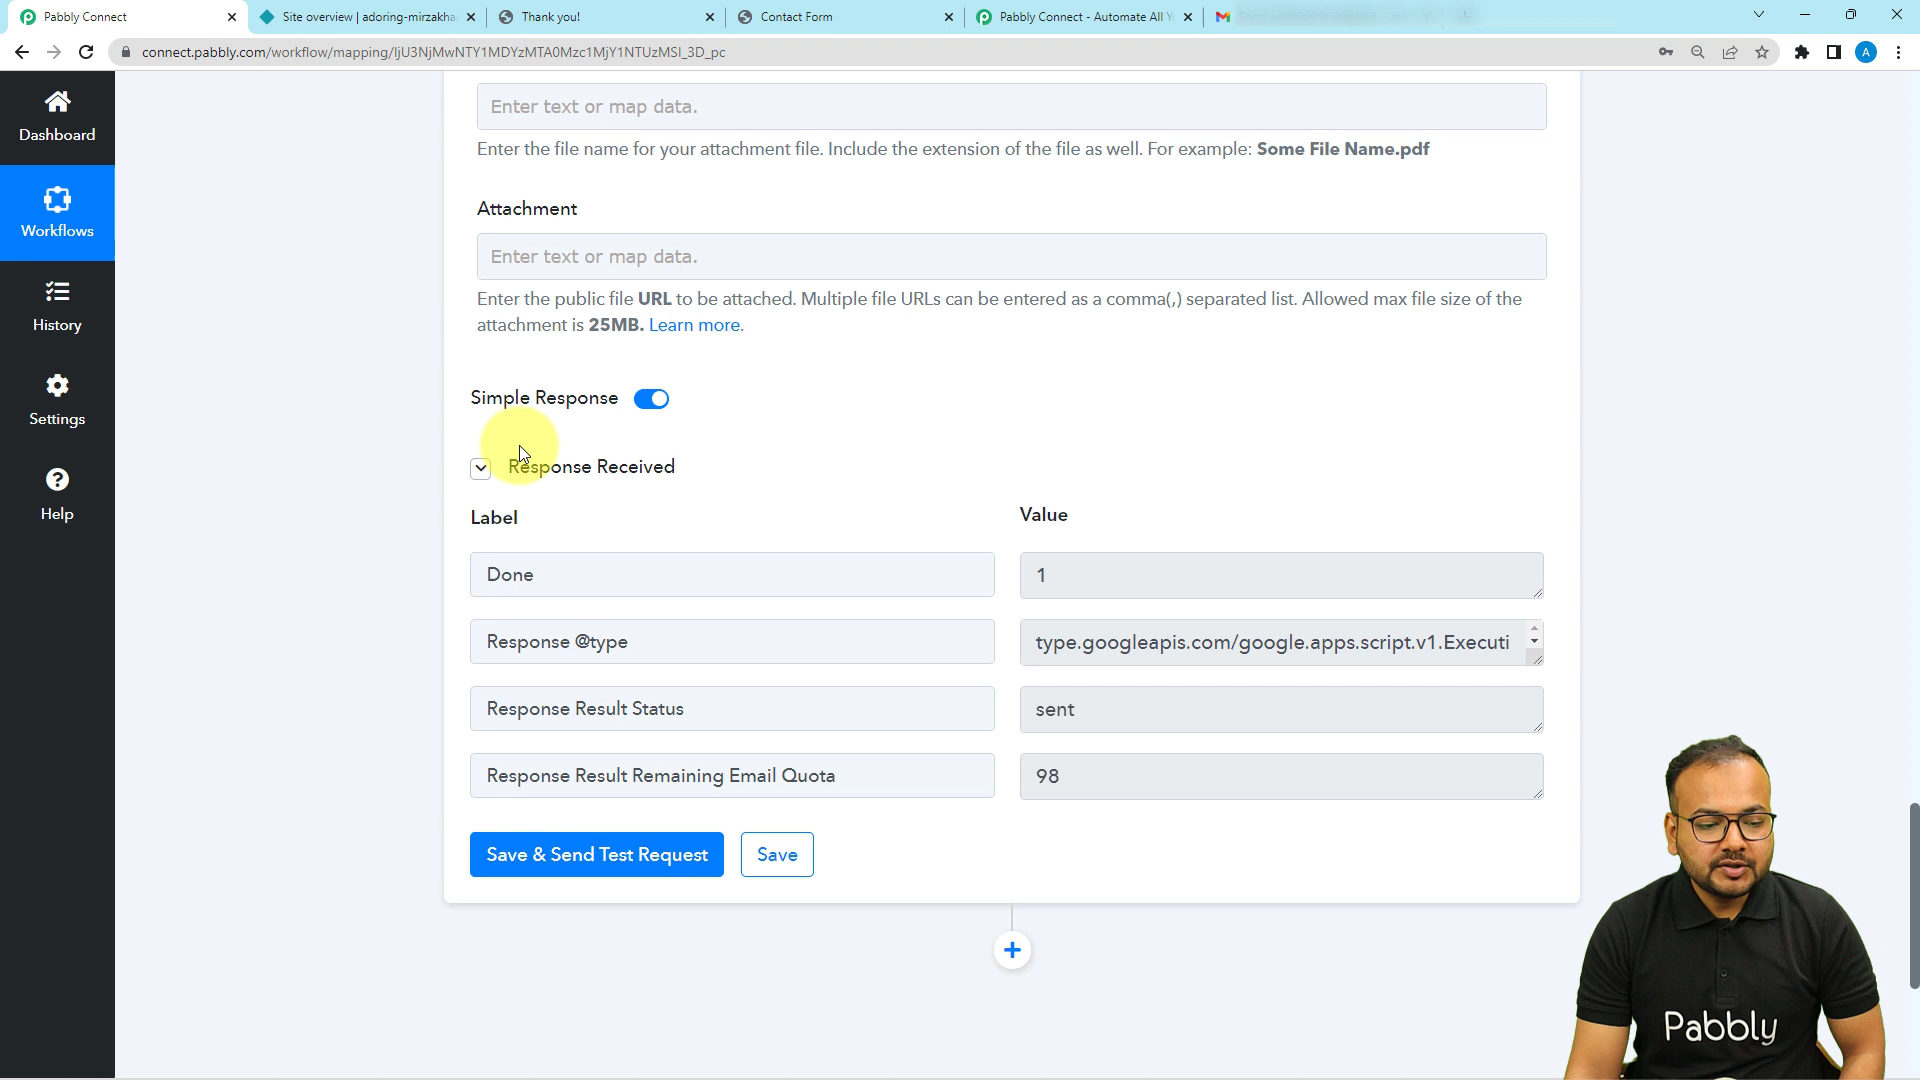 Pabbly Connect
Site overview | adoring-mirzakha
Thank you!
Contact Form
Pabbly Connect - Automate All Y
connect.pabbly.com/workflow/mapping/IjU3NjMwNTY1MDYzMTA0Mzc1MjY1NTUzMSI_3D_pc
A
Dashboard
Workflows
History
Settings
Help
Enter text or map data.
Enter the file name for your attachment file. Include the extension of the file as well. For example: Some File Name.pdf
Attachment
Enter text or map data.
Enter the public file URL to be attached. Multiple file URLs can be entered as a comma(,) separated list. Allowed max file size of the
attachment is 25MB. Learn more.
Simple Response
Response Received
Label
Value
Done
1
Response @type
type.googleapis.com/google.apps.script.v1.Executi
Response Result Status
sent
Response Result Remaining Email Quota
98
Save & Send Test Request
Save
Pabbly